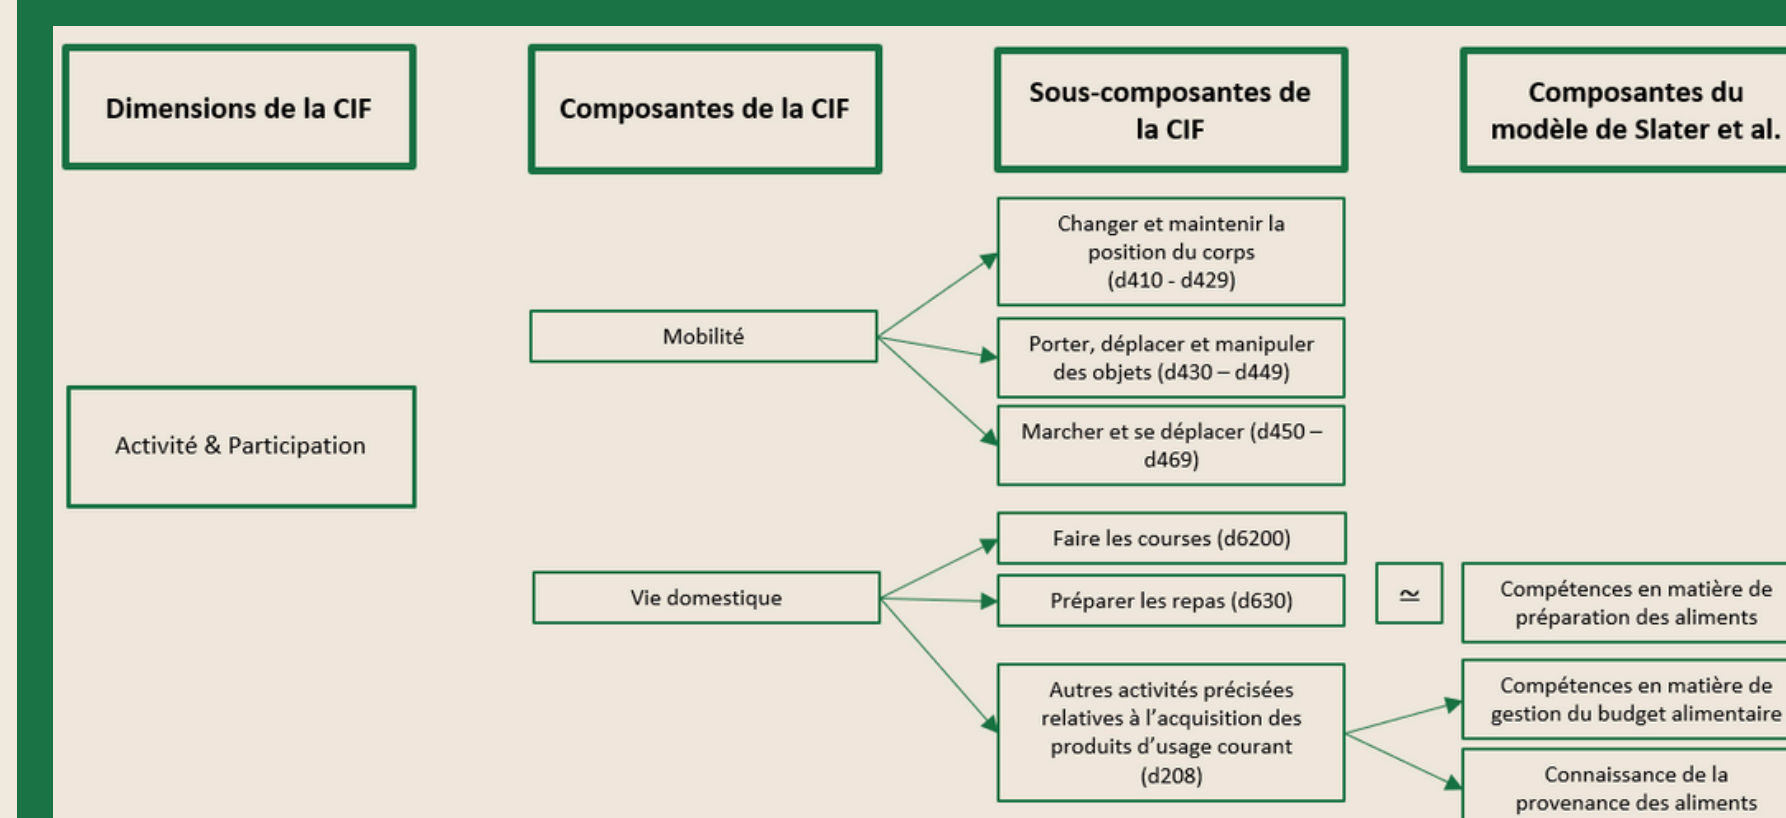 Dimensions de la CIF
Composantes de la CIF
Sous-composantes de
la CIF
Composantes du
modèle de Slater et al.
Changer et maintenir la
position du corps
(d410 - d429)
Mobilité
Porter, déplacer et manipuler
des objets (d430 – d449)
Marcher et se déplacer (d450 –
d469)
Activité & Participation
Faire les courses (d6200)
Vie domestique
Préparer les repas (d630)
≃
Compétences en matière de
préparation des aliments
Autres activités précisées
relatives à l’acquisition des
produits d’usage courant
(d208)
Compétences en matière de
gestion du budget alimentaire
Connaissance de la
provenance des aliments